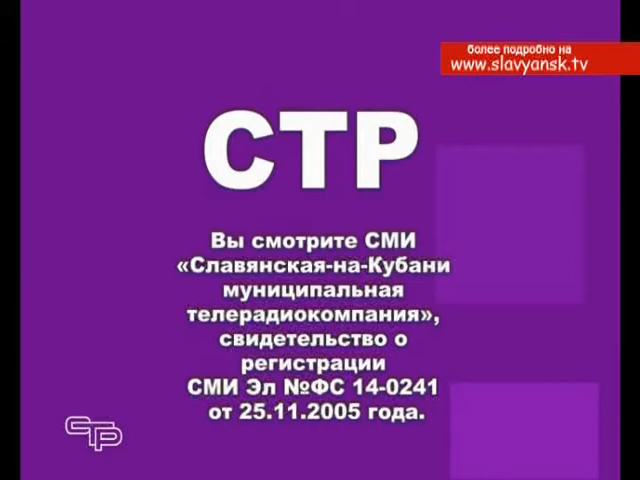 более подробно на
www.slavyansk.tv
СТР
Вы смотрите СМИ
«Славянская-на-Кубани
муниципальная
телерадиокомпания»,
свидетельство о
регистрации
СМИ Эл №ФС 14-0241
от 25.11.2005 года.
СТР